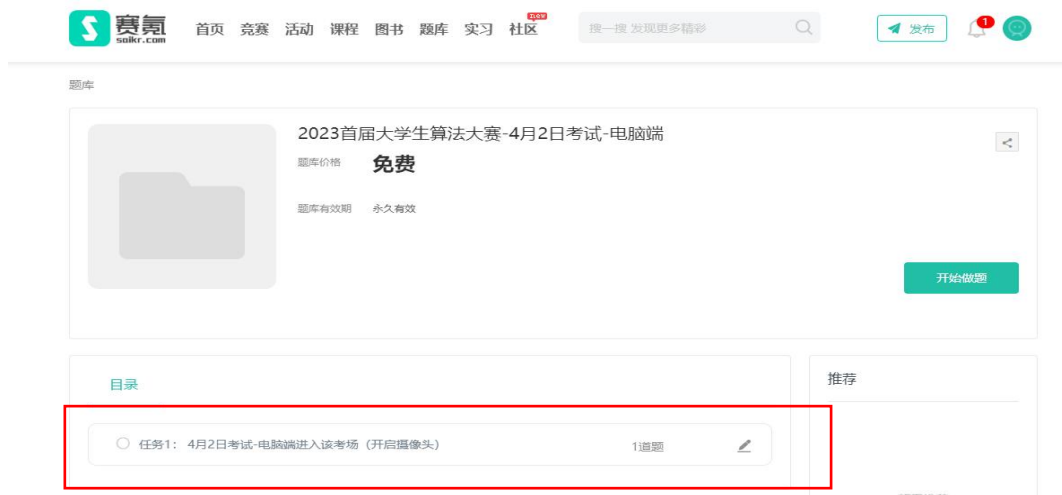 赛氪
saikr.com
首页 竞赛 活动 课程 图书 题库 实习 社区 new
搜一搜 发现更多精彩
发布
1
题库
2023首届大学生算法大赛-4月2日考试-电脑端
题库价格 免费
题库有效期 永久有效
开始做题
目录
推荐
任务1： 4月2日考试-电脑端进入该考场（开启摄像头） 1道题